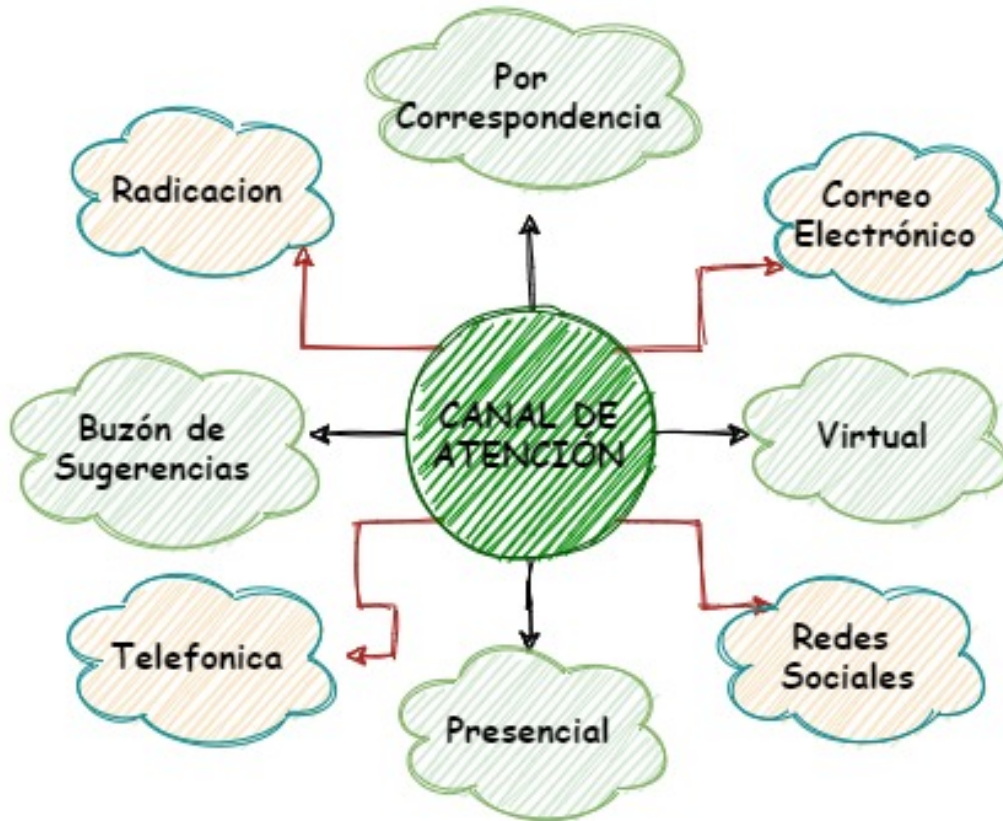 Por
Correspondencia
Radicacion
Correo
Electrónico
CANAL DE
ATENCIÓN
Buzón de
Sugerencias
Virtual
Telefonica
Redes
Sociales
Presencial